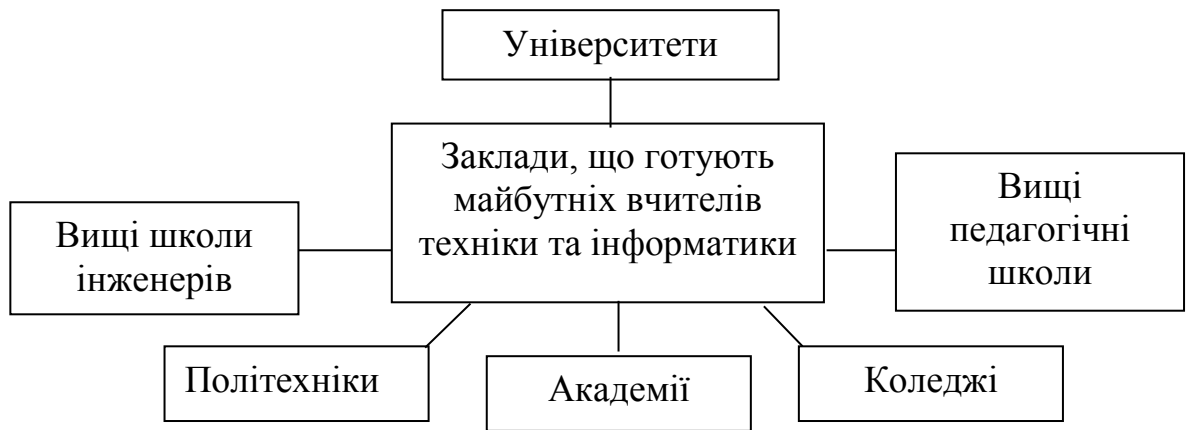 Університети
Заклади, що готують
майбутніх вчителів
техніки та інформатики
Вищі школи
інженерів
Вищі
педагогічні
школи
Політехніки
Академії
Коледжі